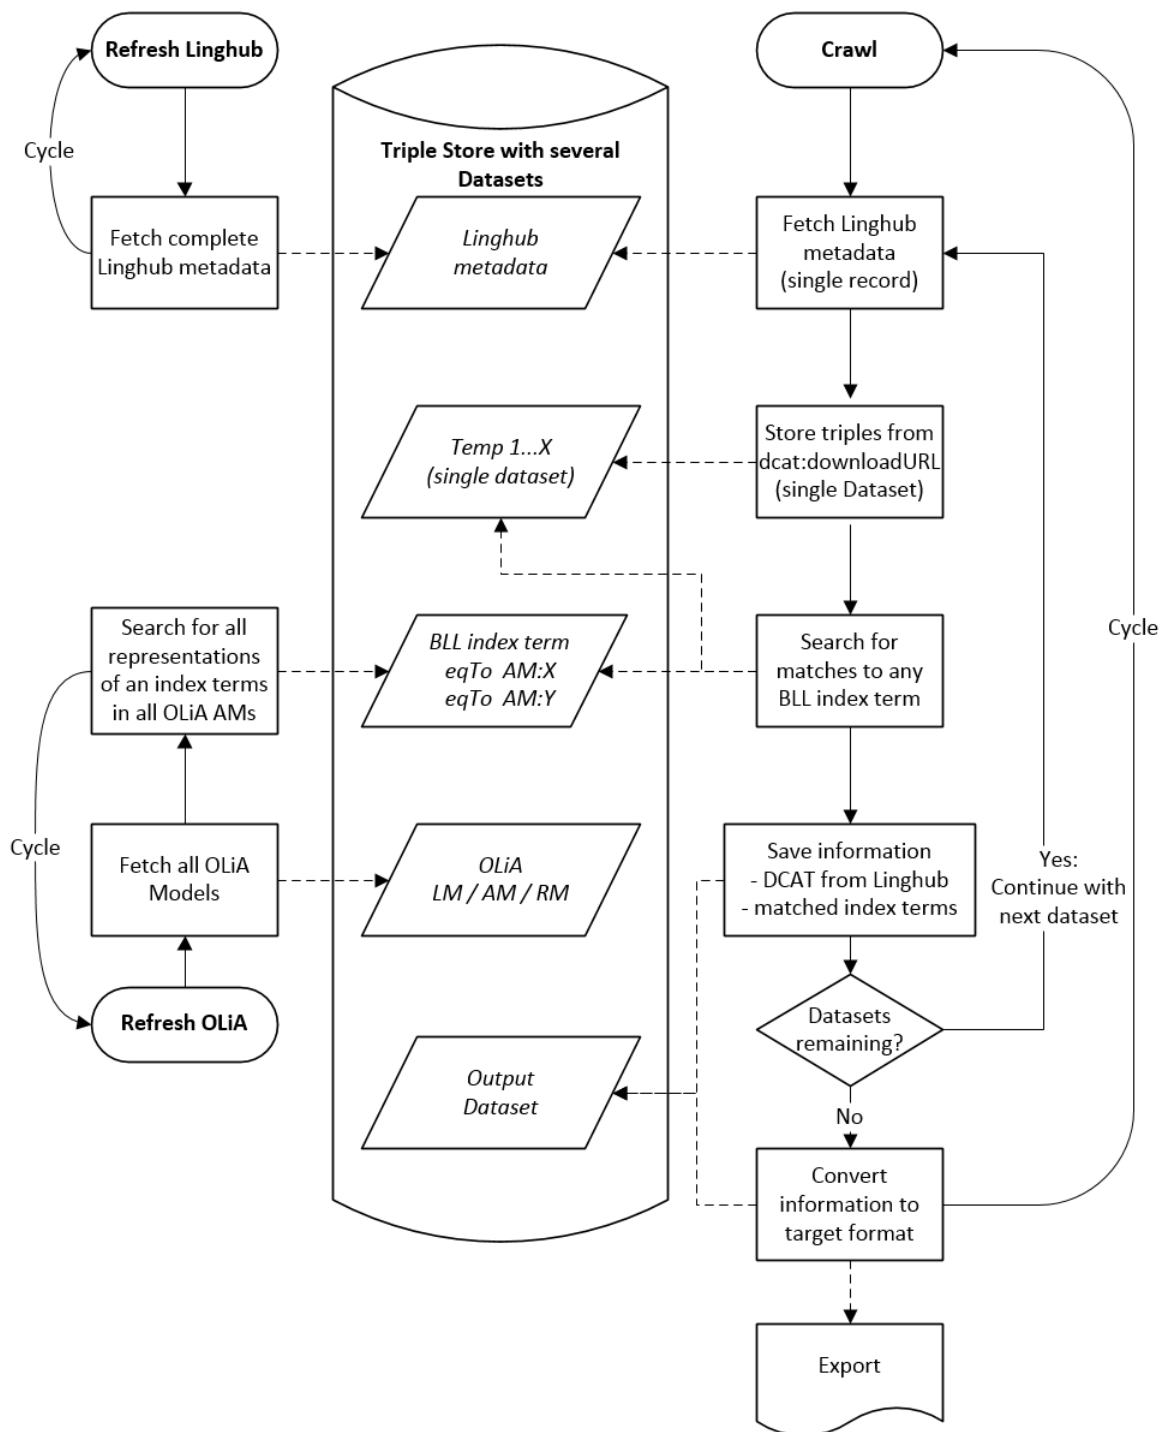 Refresh Linghub
Cycle
Fetch complete
Linghub metadata
Triple Store with several
Datasets
Linghub
metadata
Temp 1...X
(single dataset)
BLL index term
eqTo AM:X
eqTo AM:Y
OLiA
LM / AM / RM
Output
Dataset
Search for all
representations
of an index terms
in all OLiA AMs
Cycle
Fetch all OLiA
Models
Refresh OLiA
Crawl
Fetch Linghub
metadata
(single record)
Store triples from
dcat:downloadURL
(single Dataset)
Search for
matches to any
BLL index term
Save information
- DCAT from Linghub
- matched index terms
Datasets
remaining?
Yes:
Continue with
next dataset
No
Convert
information to
target format
Cycle
Export